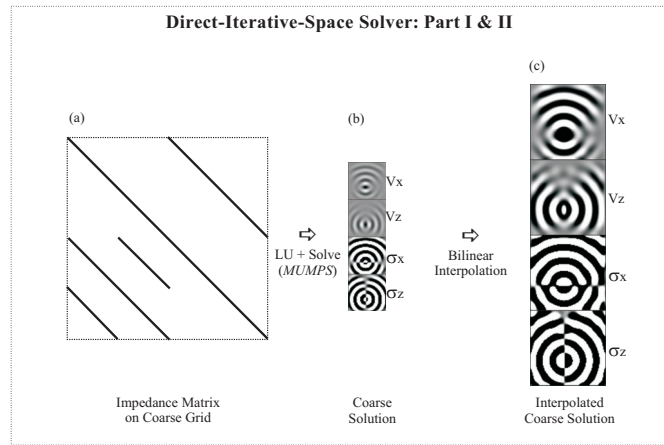 Direct-Iterative-Space Solver: Part I & II
(a)
(b)
(c)
Vx
Vz
σx
σz
LU + Solve
(MUMPS)
Bilinear
Interpolation
Vx
Vz
σx
σz
Impedance Matrix
on Coarse Grid
Coarse
Solution
Interpolated
Coarse Solution